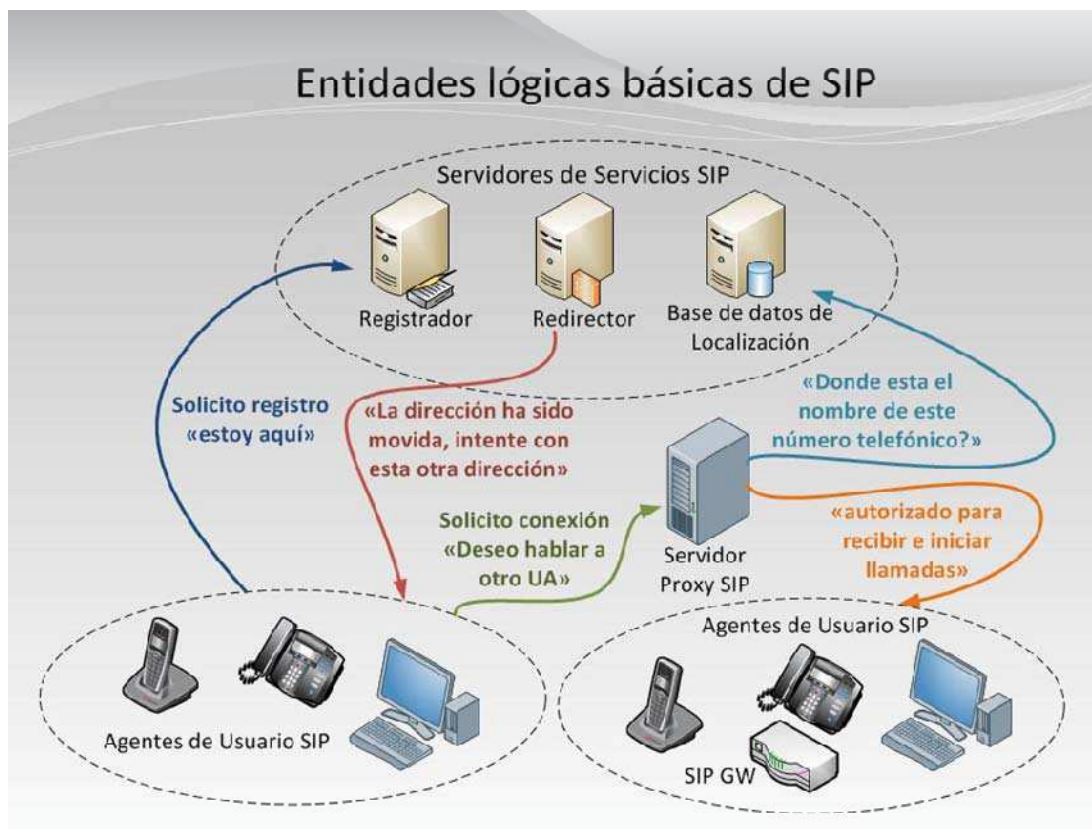 Entidades lógicas básicas de SIP
Servidores de Servicios SIP
Registrador
Redirector
Base de datos de
Localización
Solicito registro
«estoy aquí»
«La dirección ha sido
movida, intente con
esta otra dirección»
«Donde esta el
nombre de este
número telefónico?»
Solicito conexión
«Deseo hablar a
otro UA»
Servidor
Proxy SIP
«autorizado para
recibir e iniciar
llamadas»
Agentes de Usuario SIP
Agentes de Usuario SIP
SIP GW